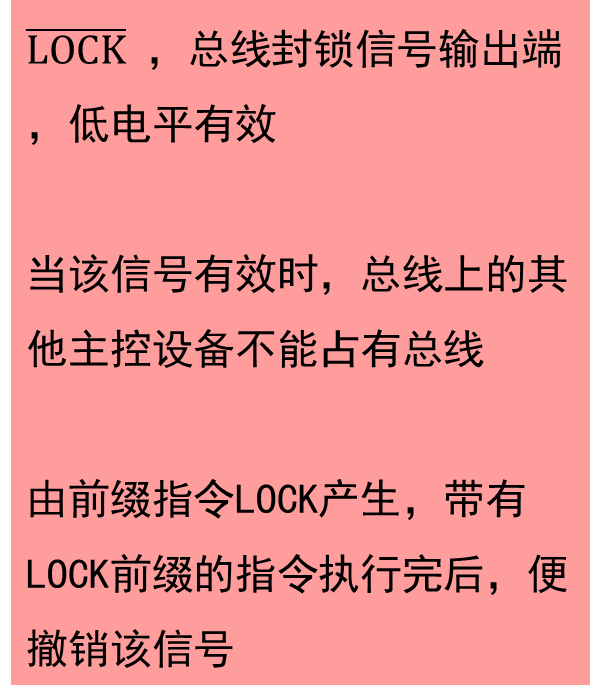 L̅O̅C̅K̅ ，总线封锁信号输出端
，低电平有效
当该信号有效时，总线上的其
他主控设备不能占有总线
由前缀指令LOCK产生，带有
LOCK前缀的指令执行完后，便
撤销该信号